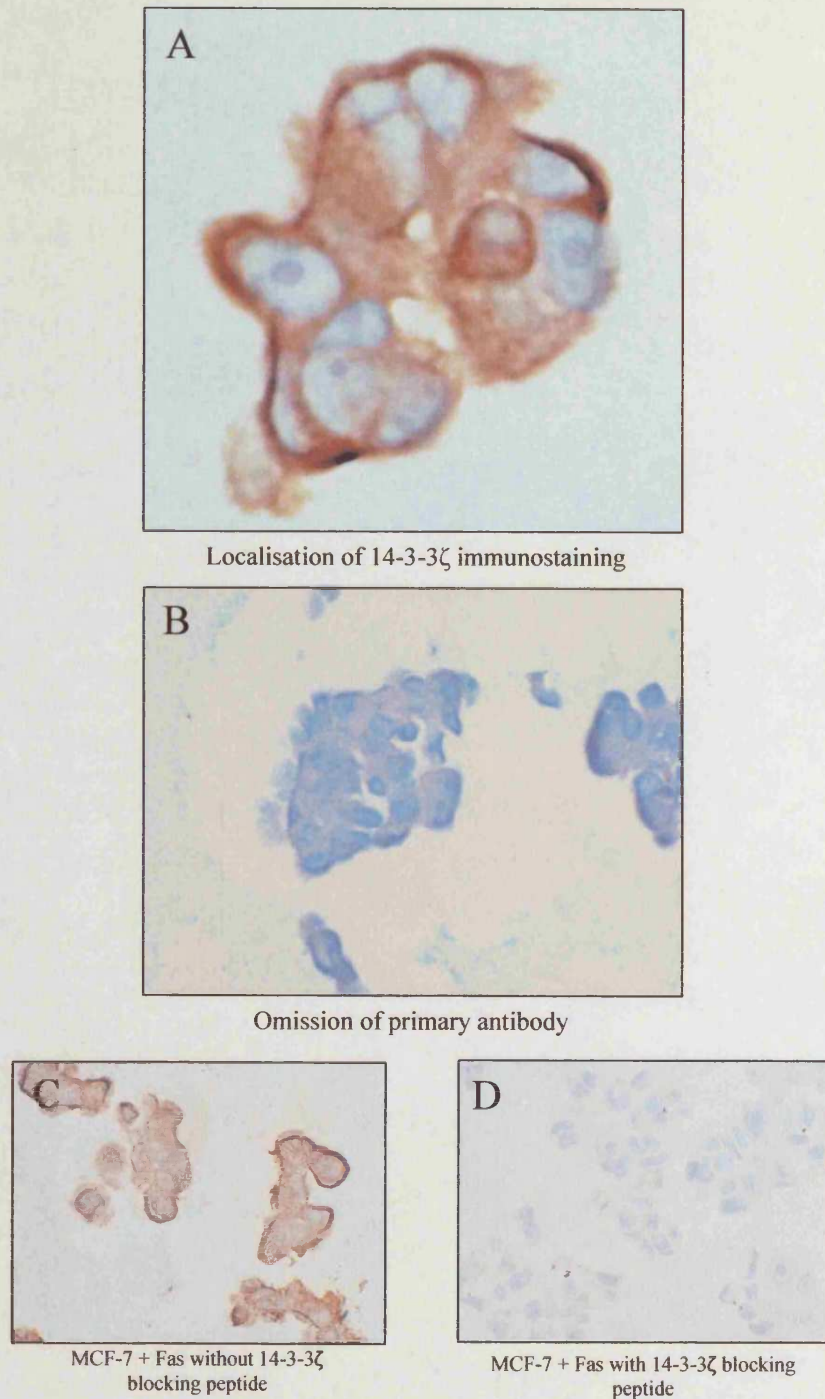 A
Localisation of 14-3-3ζ immunostaining
B
Omission of primary antibody
C
MCF-7 + Fas without 14-3-3ζ
blocking peptide
D
MCF-7 + Fas with 14-3-3ζ blocking
peptide